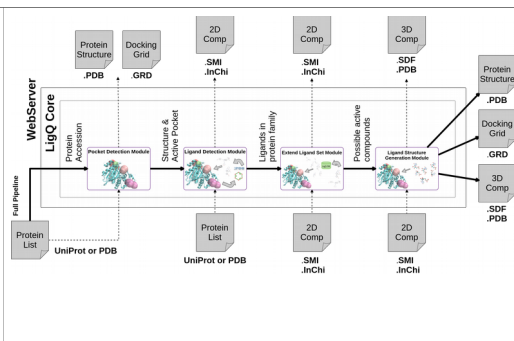 Protein
Structure
.PDB
Docking
Grid
.GRD
2D
Comp
.SMI
.InChi
2D
Comp
.SMI
.InChi
3D
Comp
.SDF
.PDB
WebServer
LigQ Core
Full Pipeline
Protein
Accession
Pocket Detection Module
Structure &
Active Pocket
Ligand Detection Module
Ligands in
protein family
Extend Ligand Set Module
Possible active
compounds
Ligand Structure
Generation Module
Protein
Structure
.PDB
Docking
Grid
.GRD
3D
Comp
.SDF
.PDB
Protein
List
UniProt or PDB
Protein
List
UniProt or PDB
2D
Comp
.SMI
.InChi
2D
Comp
.SMI
.InChi